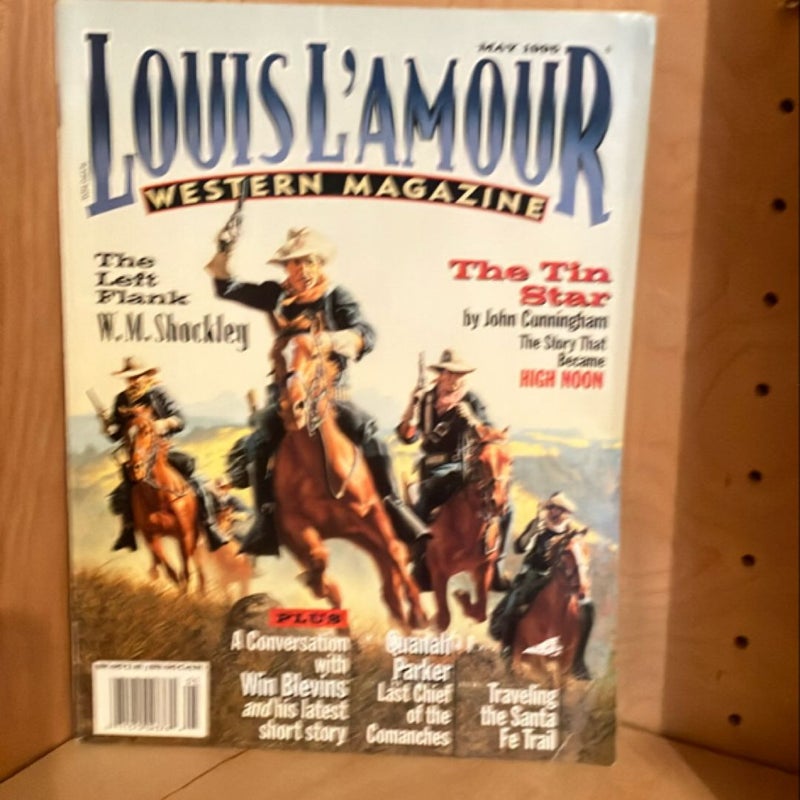 MAY 1995
LOUIS L'AMOUR
WESTERN MAGAZINE
The
Left
Flank
W. M. Shockley
The Tin
Star
by John Cunningham
The Story That
Became
HIGH NOON
PLUS
A Conversation
with
Win Blevins
and his latest
short story
Quanah
Parker
Last Chief
of the
Comanches
Traveling
the Santa
Fe Trail